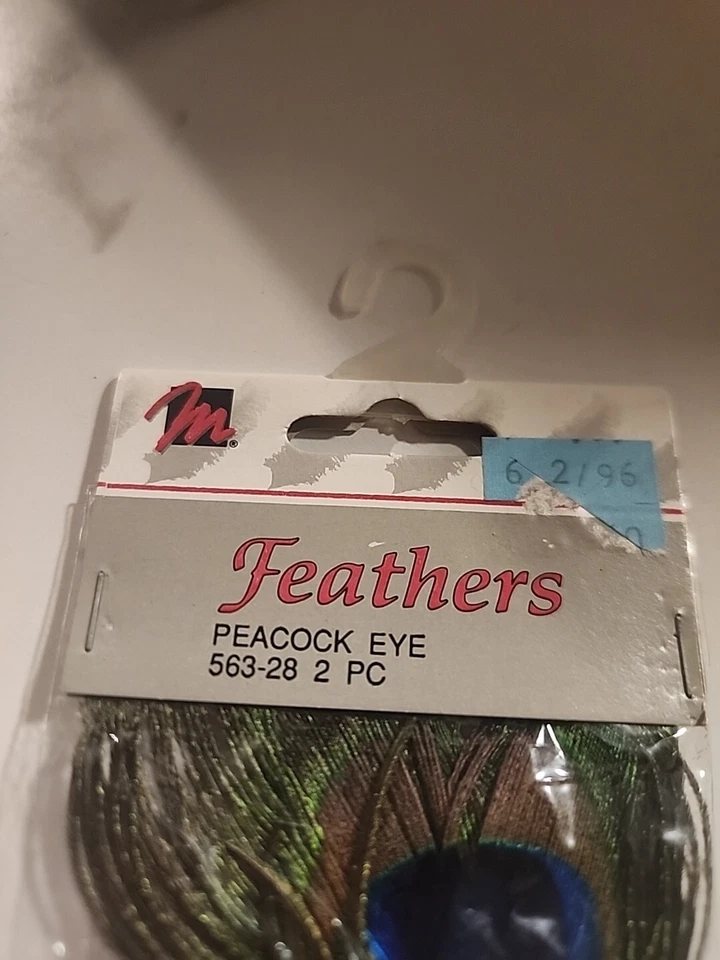 m®
6 2/96
Feathers
PEACOCK EYE
563-28 2 PC